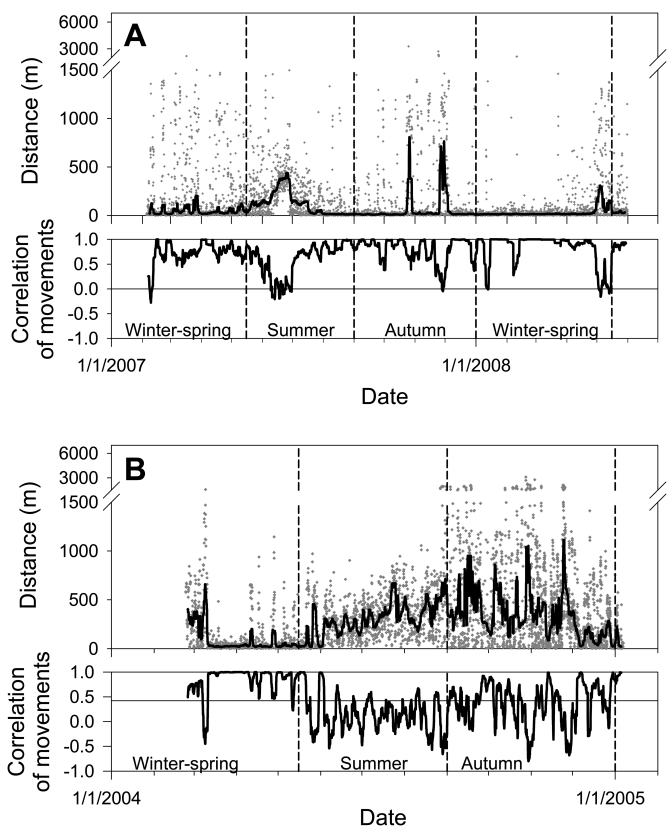 A
6000
3000
1500
1000
500
0
Distance (m)
1.0
0.5
0.0
-0.5
-1.0
Correlation
of movements
Winter-spring Summer Autumn Winter-spring
1/1/2007 1/1/2008
Date
B
6000
3000
1500
1000
500
0
Distance (m)
1.0
0.5
0.0
-0.5
-1.0
Correlation
of movements
Winter-spring Summer Autumn
1/1/2004 1/1/2005
Date